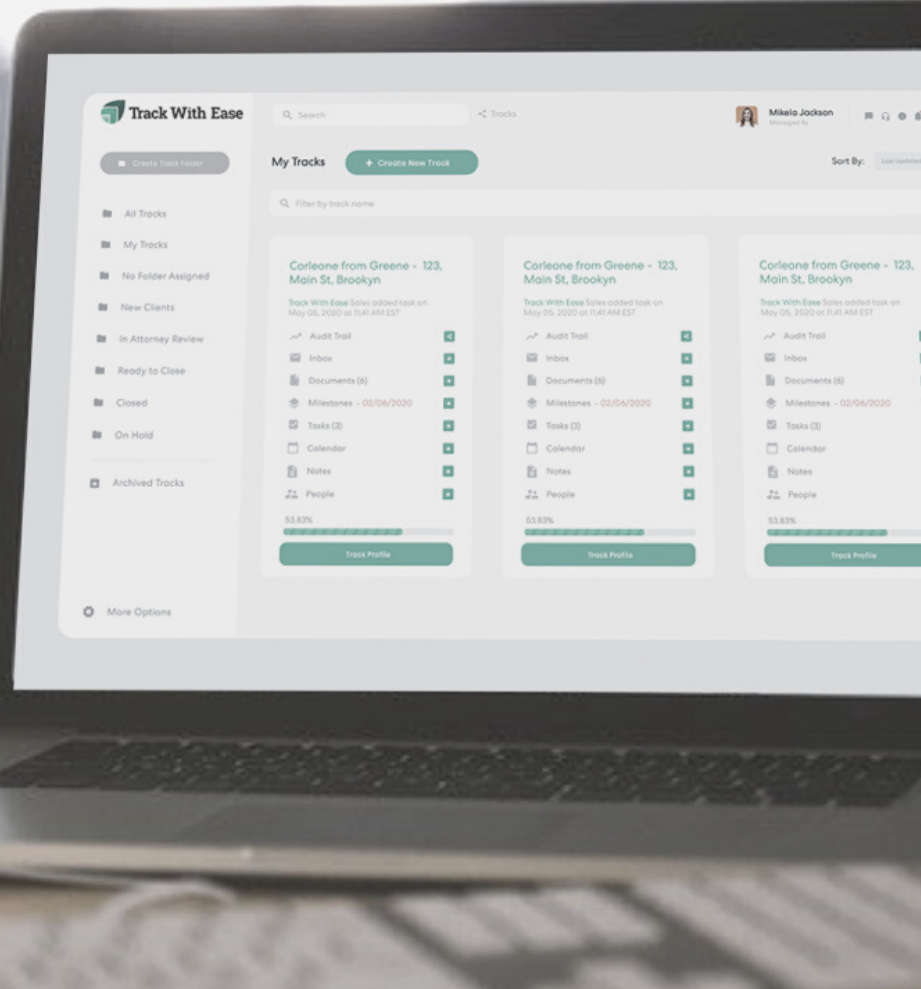 Track With Ease
Search
Tracks
Mikela Jackson
Managed By
Create Track Folder
My Tracks
+ Create New Track
Sort By:
Last Updated
Filter by track name
All Tracks
My Tracks
No Folder Assigned
New Clients
In Attorney Review
Ready to Close
Closed
On Hold
Archived Tracks
More Options
Corleone from Greene - 123,
Main St, Brookyn
Track With Ease Sales added task on
May 05, 2020 at 11:41 AM EST
Audit Trail
Inbox
Documents (6)
Milestones - 02/06/2020
Tasks (3)
Calendar
Notes
People
53.83%
Track Profile
Corleone from Greene - 123,
Main St, Brookyn
Track With Ease Sales added task on
May 05, 2020 at 11:41 AM EST
Audit Trail
Inbox
Documents (6)
Milestones - 02/06/2020
Tasks (3)
Calendar
Notes
People
53.83%
Track Profile
Corleone from Greene - 123,
Main St, Brookyn
Track With Ease Sales added task on
May 05, 2020 at 11:41 AM EST
Audit Trail
Inbox
Documents (6)
Milestones - 02/06/2020
Tasks (3)
Calendar
Notes
People
53.83%
Track Profile